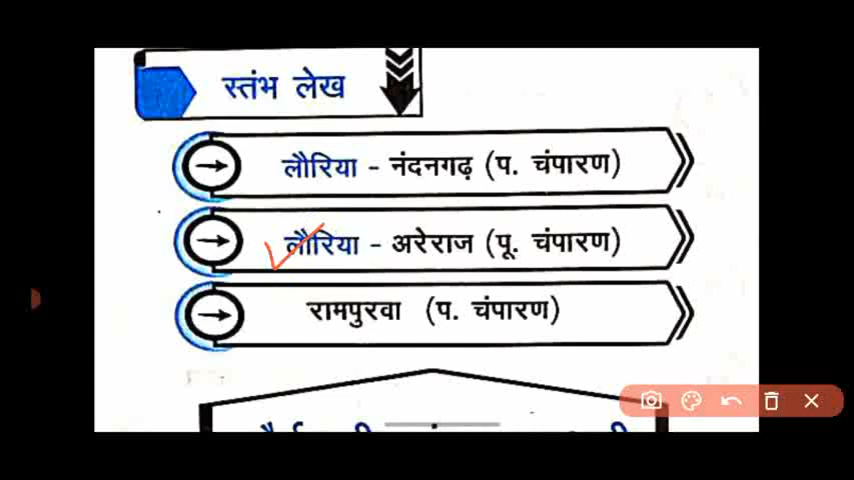 स्तंभ लेख
लौरिया - नंदनगढ़ (प. चंपारण)
लौरिया - अरेराज (पू. चंपारण)
रामपुरवा (प. चंपारण)